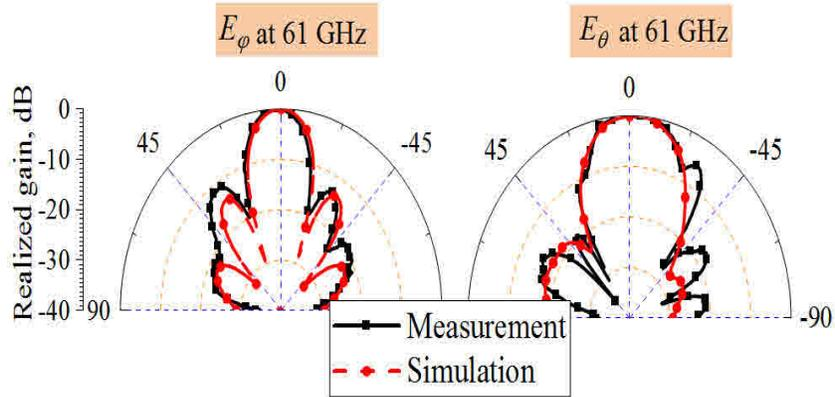 E_φ at 61 GHz
E_θ at 61 GHz
0
0
0
45
-45
45
-45
-10
-20
-30
-40
90
-90
Realized gain, dB
Measurement
Simulation